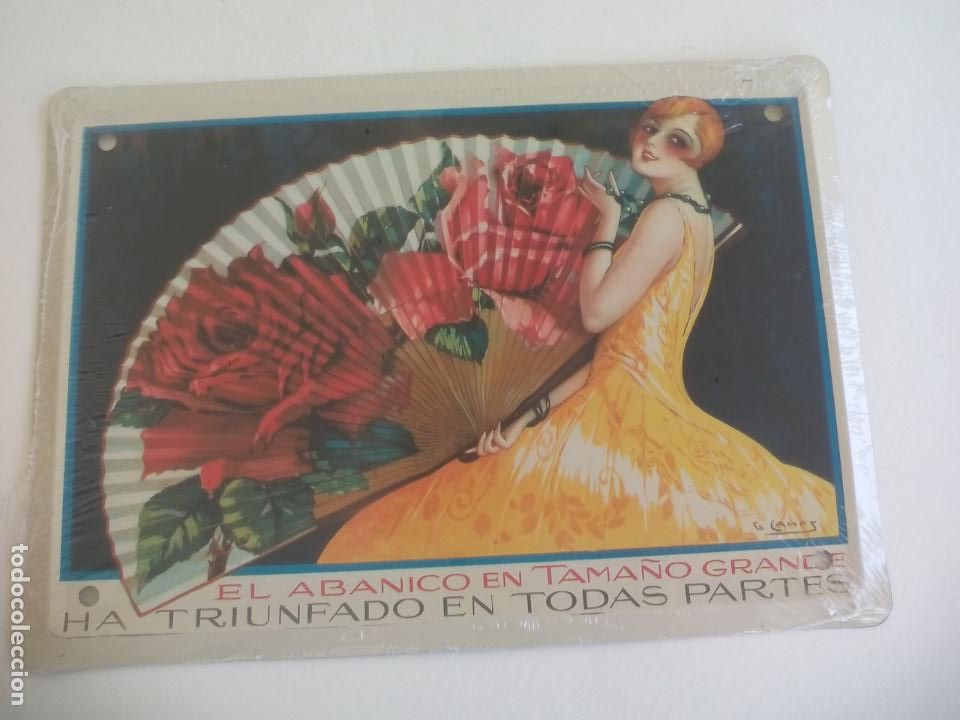 G CAMPS
EL ABANICO EN TAMAÑO GRANDE
HA TRIUNFADO EN TODAS PARTES
todocoleccion